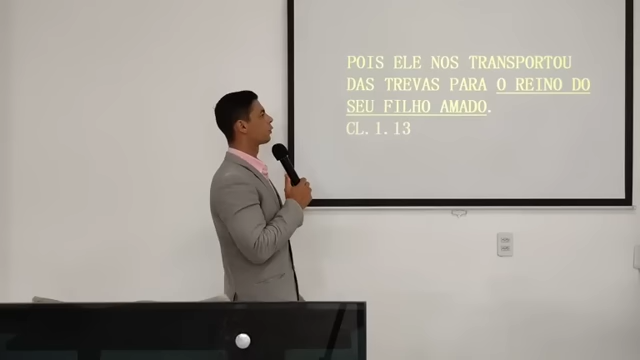 POIS ELE NOS TRANSPORTOU
DAS TREVAS PARA O REINO DO
SEU FILHO AMADO.
CL.1.13